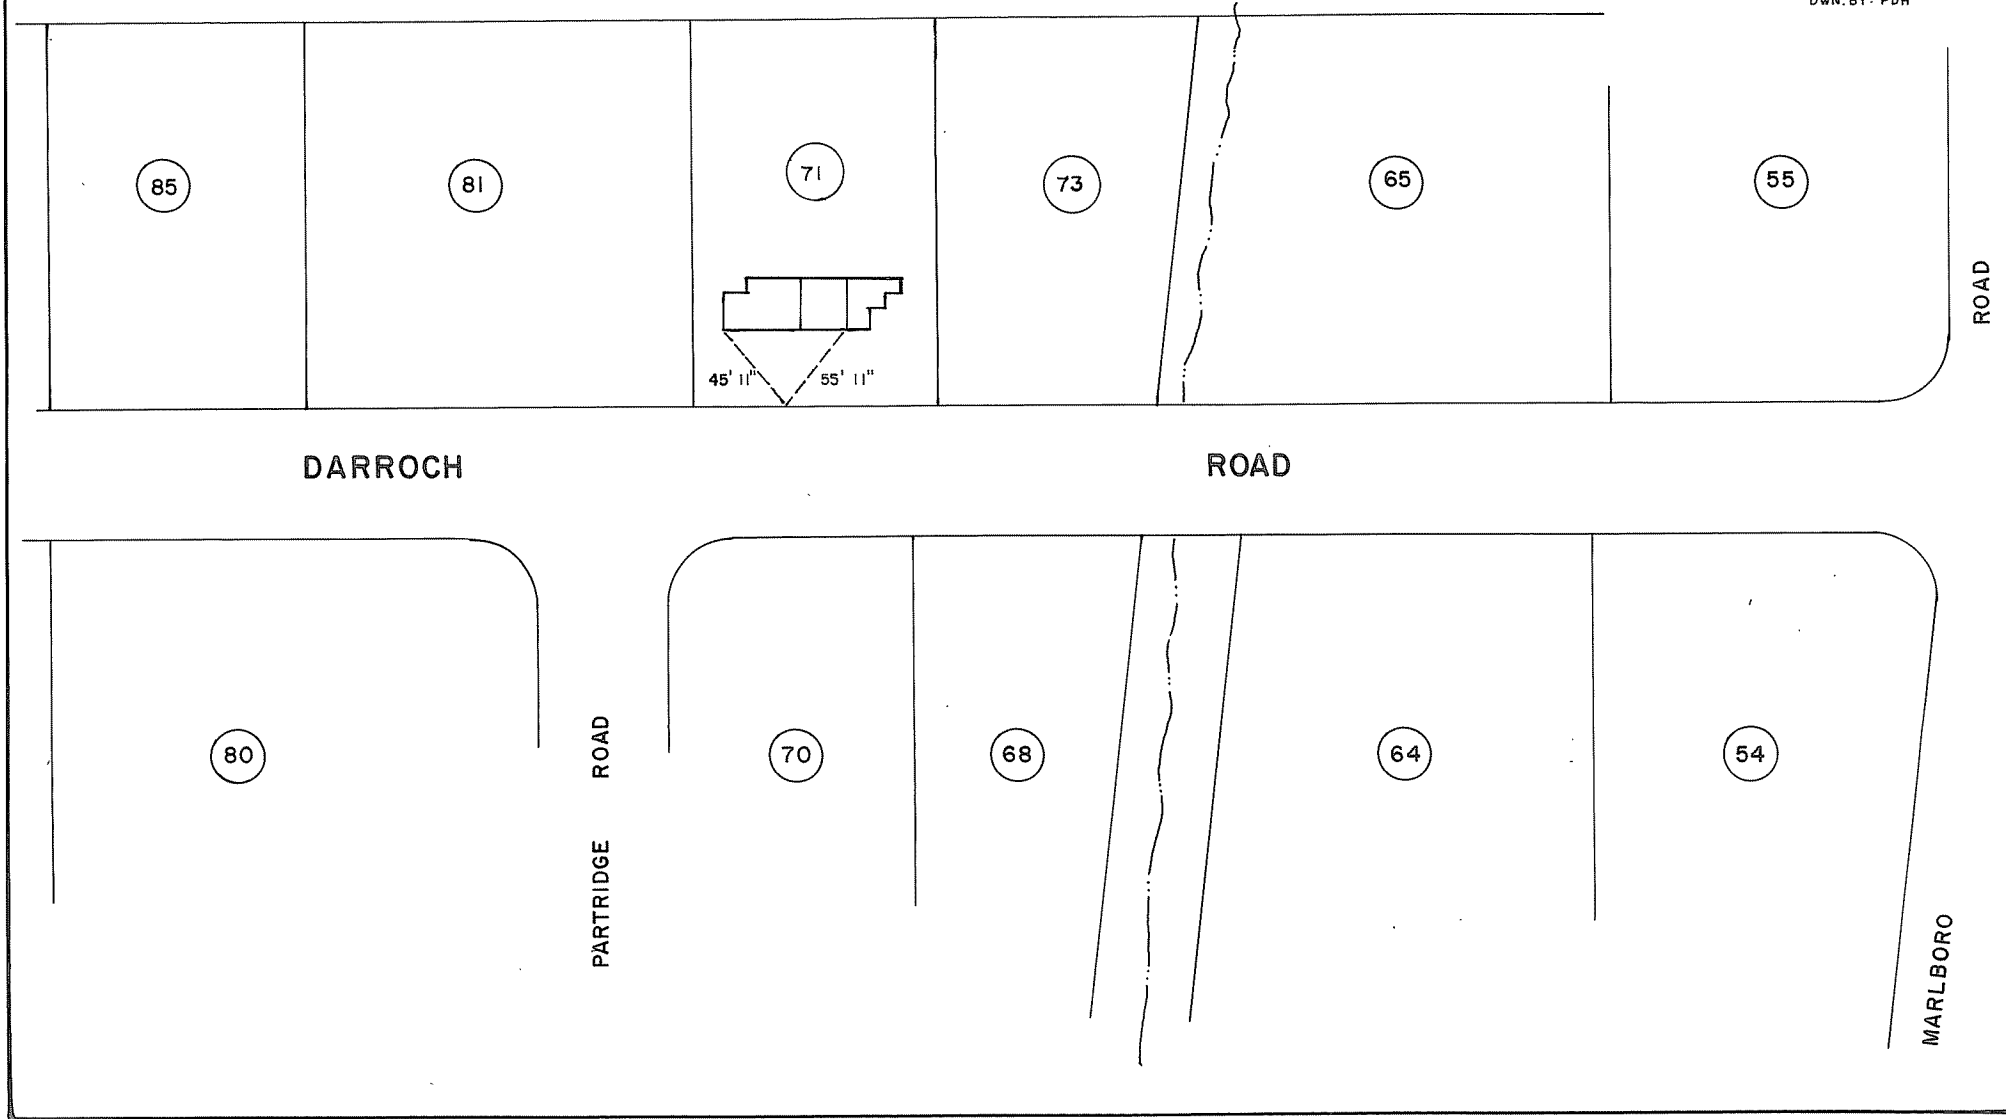 DWN. BY - PDH
85
81
71
73
65
55
ROAD
45' 11"
55' 11"
DARROCH ROAD
80
70
68
64
54
PARTRIDGE ROAD
MARLBORO